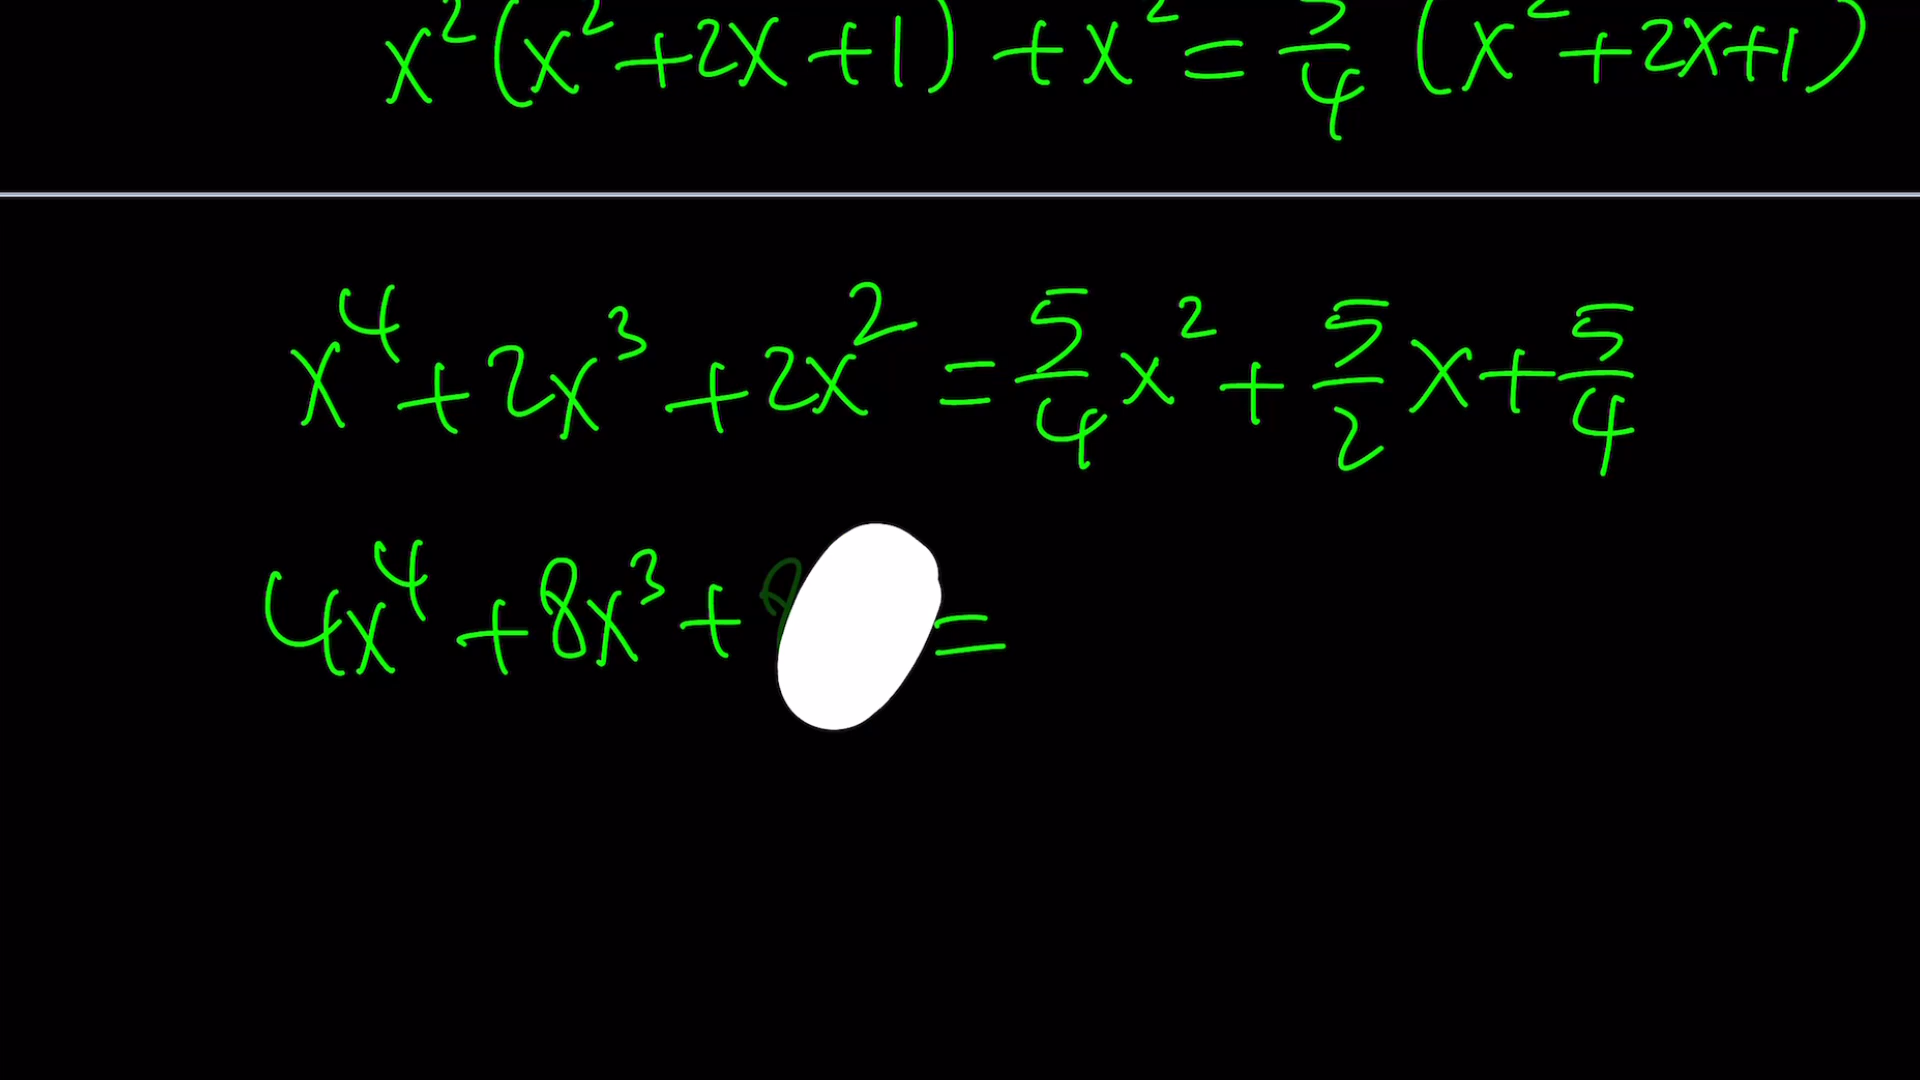 x²(x²+2x+1)+x²=5/4(x²+2x+1)
x⁴+2x³+2x²=5/4x²+5/2x+5/4
4x⁴+8x³+ =